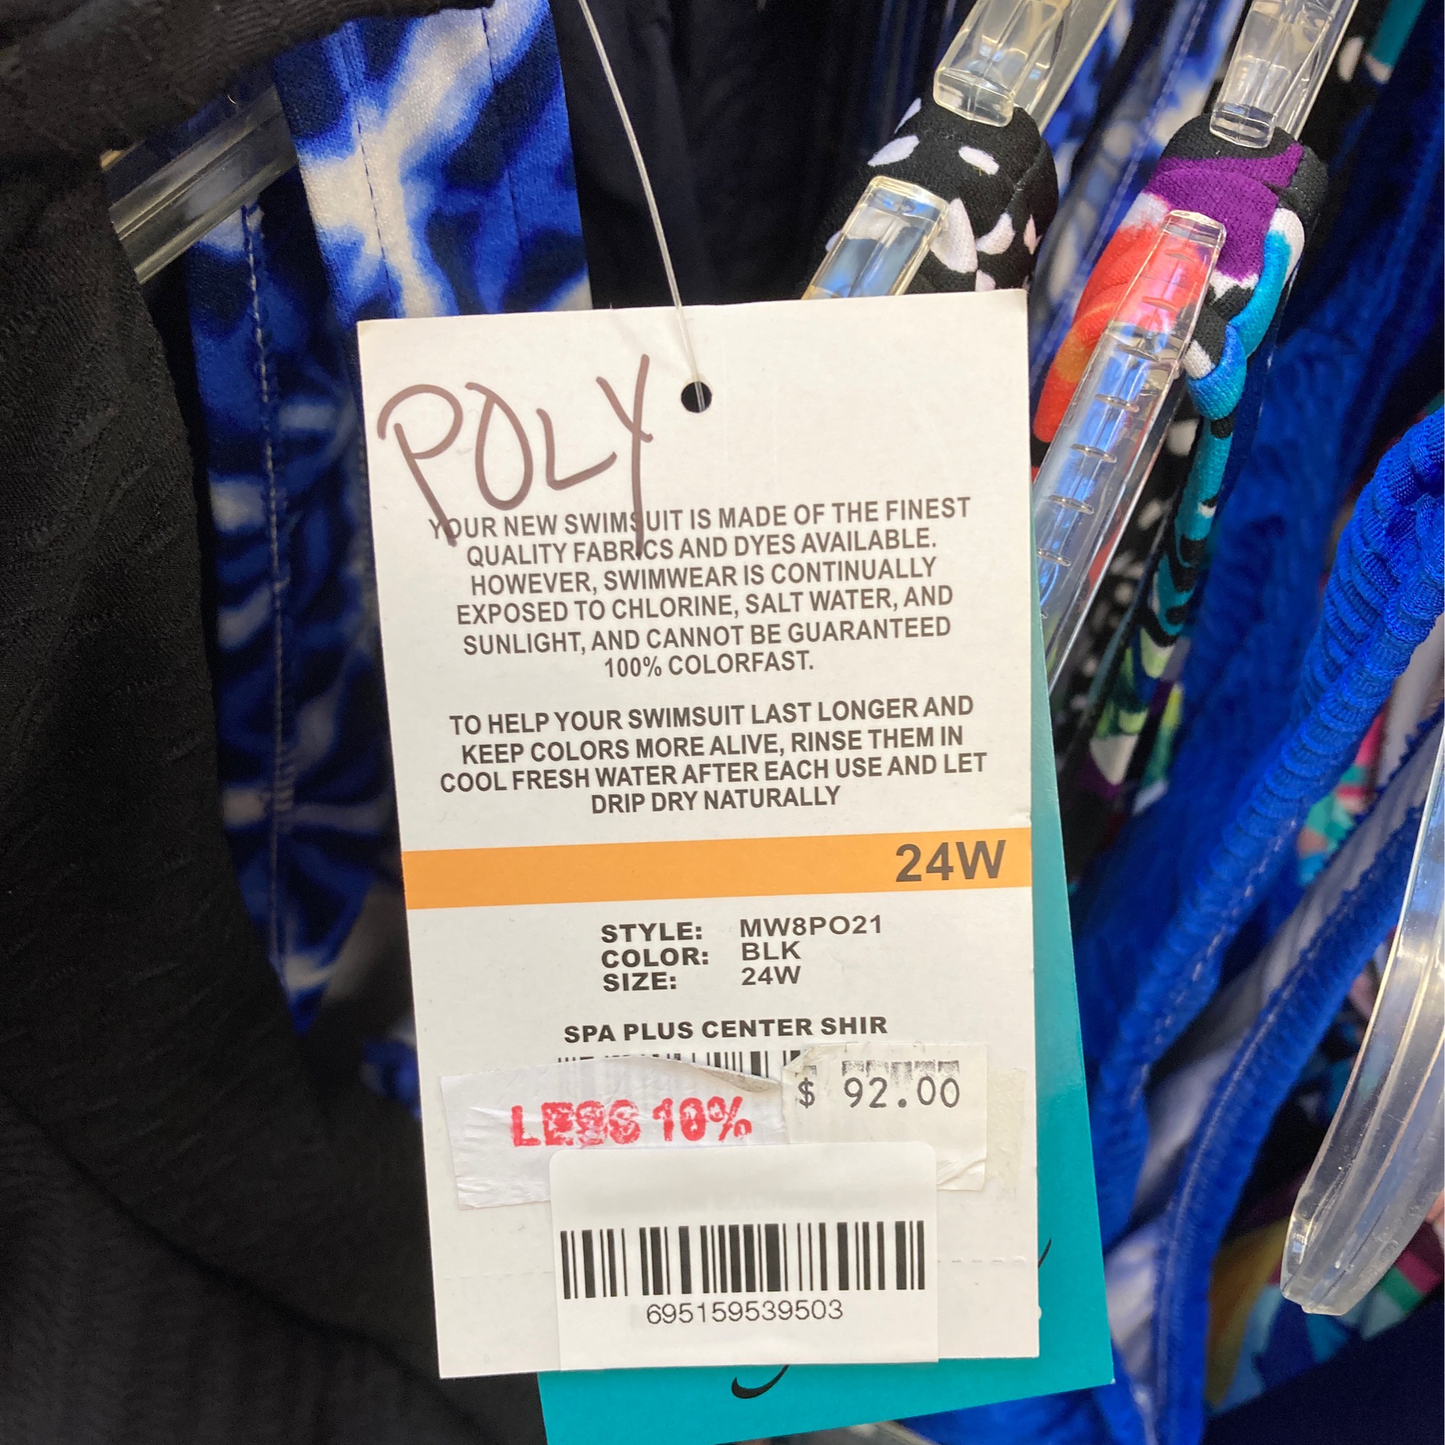 POLY
YOUR NEW SWIMSUIT IS MADE OF THE FINEST
QUALITY FABRICS AND DYES AVAILABLE.
HOWEVER, SWIMWEAR IS CONTINUALLY
EXPOSED TO CHLORINE, SALT WATER, AND
SUNLIGHT, AND CANNOT BE GUARANTEED
100% COLORFAST.
TO HELP YOUR SWIMSUIT LAST LONGER AND
KEEP COLORS MORE ALIVE, RINSE THEM IN
COOL FRESH WATER AFTER EACH USE AND LET
DRIP DRY NATURALLY
24W
STYLE: MW8PO21
COLOR: BLK
SIZE: 24W
SPA PLUS CENTER SHIR
$ 92.00
LESS 10%
695159539503